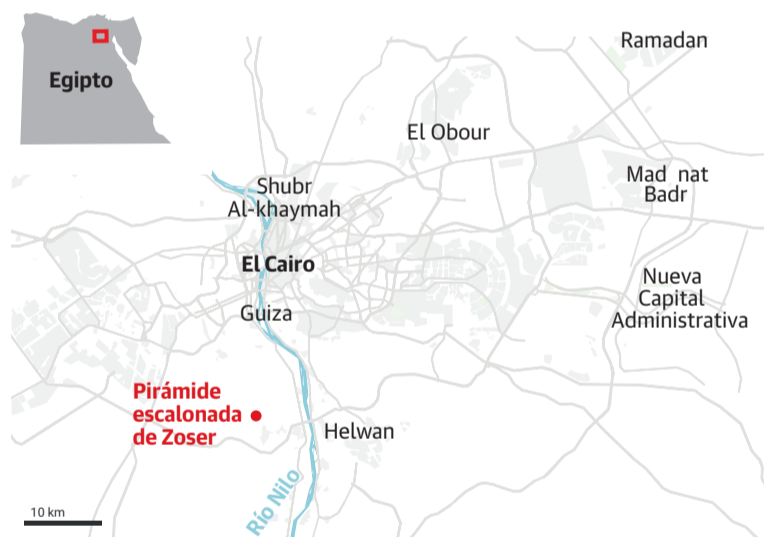 Egipto
Ramadan
El Obour
Mad nat
Badr
Shubr
Al-khaymah
El Cairo
Nueva
Capital
Administrativa
Guiza
Pirámide
escalonada
de Zoser
Helwan
Río Nilo
10 km